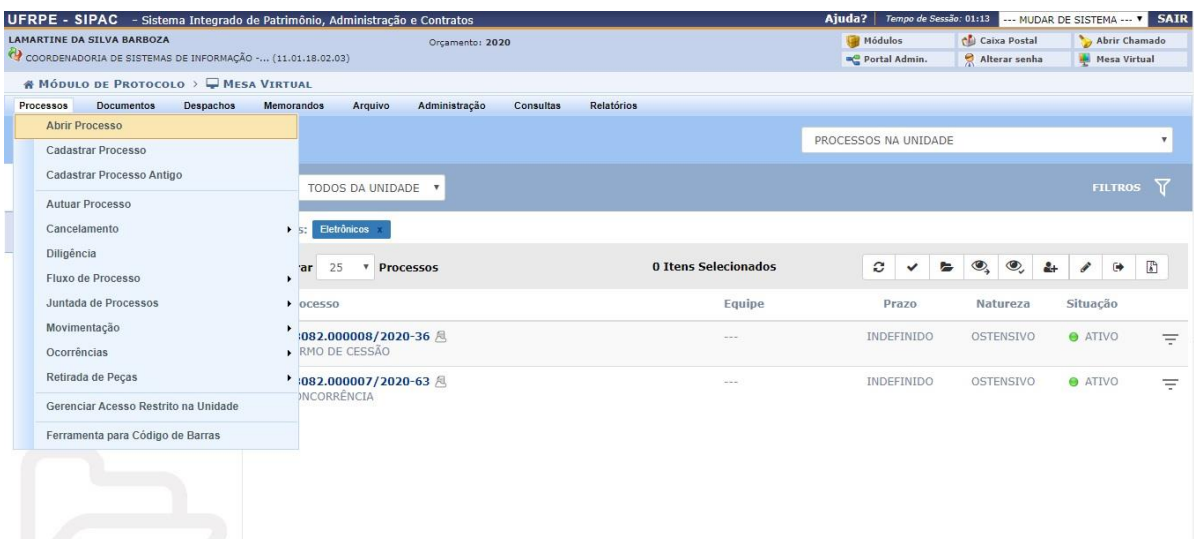 UFRPE - SIPAC - Sistema Integrado de Patrimônio, Administração e Contratos
Ajuda? Tempo de Sessão: 01:13 --- MUDAR DE SISTEMA --- SAIR
LAMARTINE DA SILVA BARBOZA
Orçamento: 2020
Módulos Caixa Postal Abrir Chamado
COORDENADORIA DE SISTEMAS DE INFORMAÇÃO -... (11.01.18.02.03)
Portal Admin. Alterar senha Mesa Virtual
MÓDULO DE PROTOCOLO > MESA VIRTUAL
Processos Documentos Despachos Memorandos Arquivo Administração Consultas Relatórios
Abrir Processo
Cadastrar Processo
Cadastrar Processo Antigo
Autuar Processo
Cancelamento
Diligência
Fluxo de Processo
Juntada de Processos
Movimentação
Ocorrências
Retirada de Peças
Gerenciar Acesso Restrito na Unidade
Ferramenta para Código de Barras
PROCESSOS NA UNIDADE
TODOS DA UNIDADE
FILTROS
s: Eletrônicos x
rar 25 Processos 0 Itens Selecionados
ocesso Equipe Prazo Natureza Situação
082.000008/2020-36 --- INDEFINIDO OSTENSIVO ATIVO
RMO DE CESSÃO
082.000007/2020-63 --- INDEFINIDO OSTENSIVO ATIVO
NCORRÊNCIA